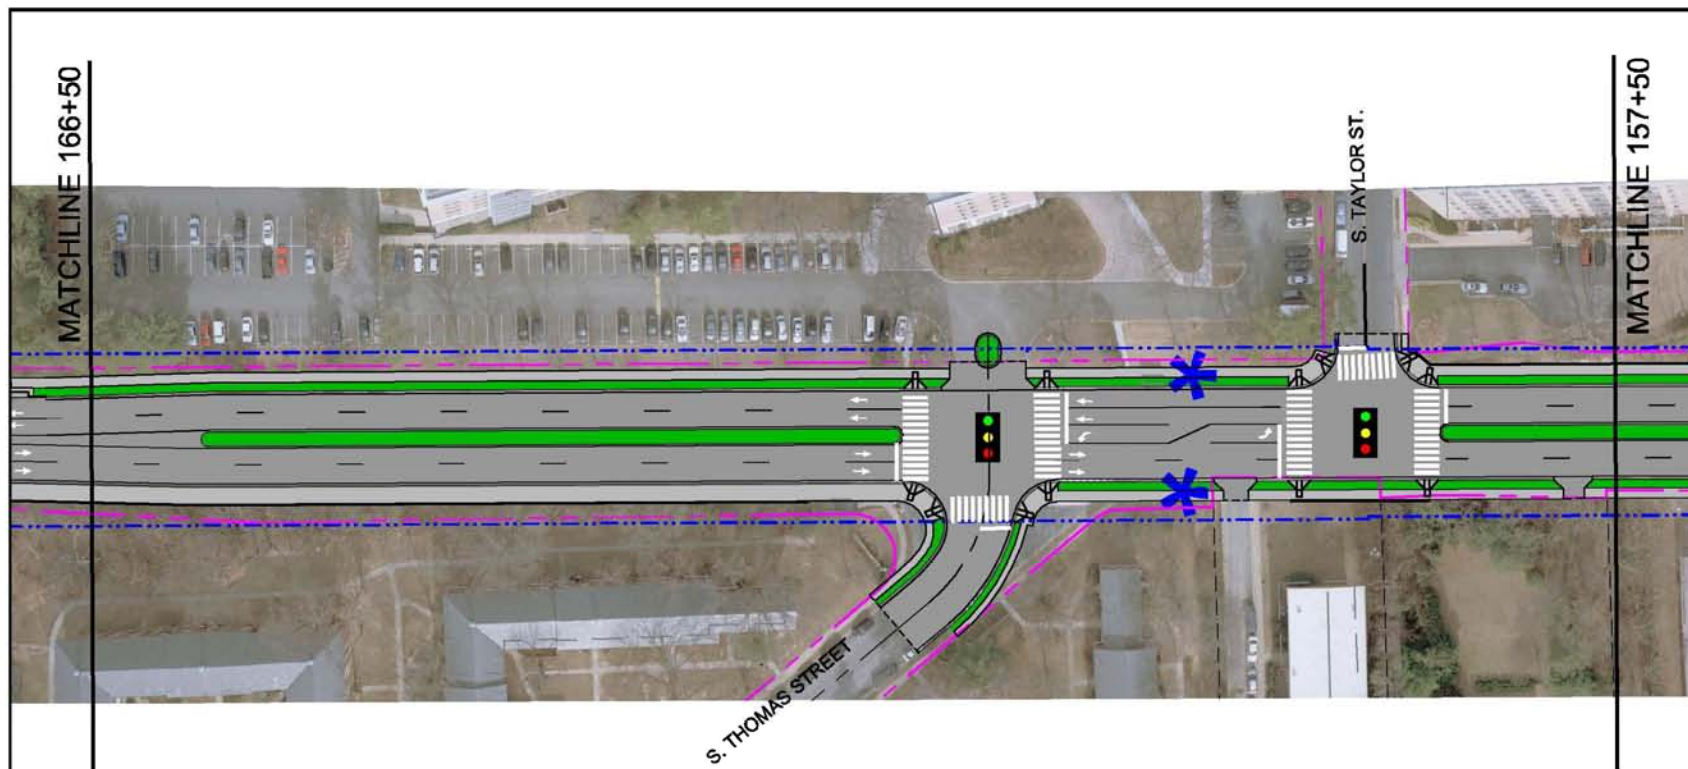 MATCHLINE 166+50
S. THOMAS STREET
S. TAYLOR ST.
MATCHLINE 157+50